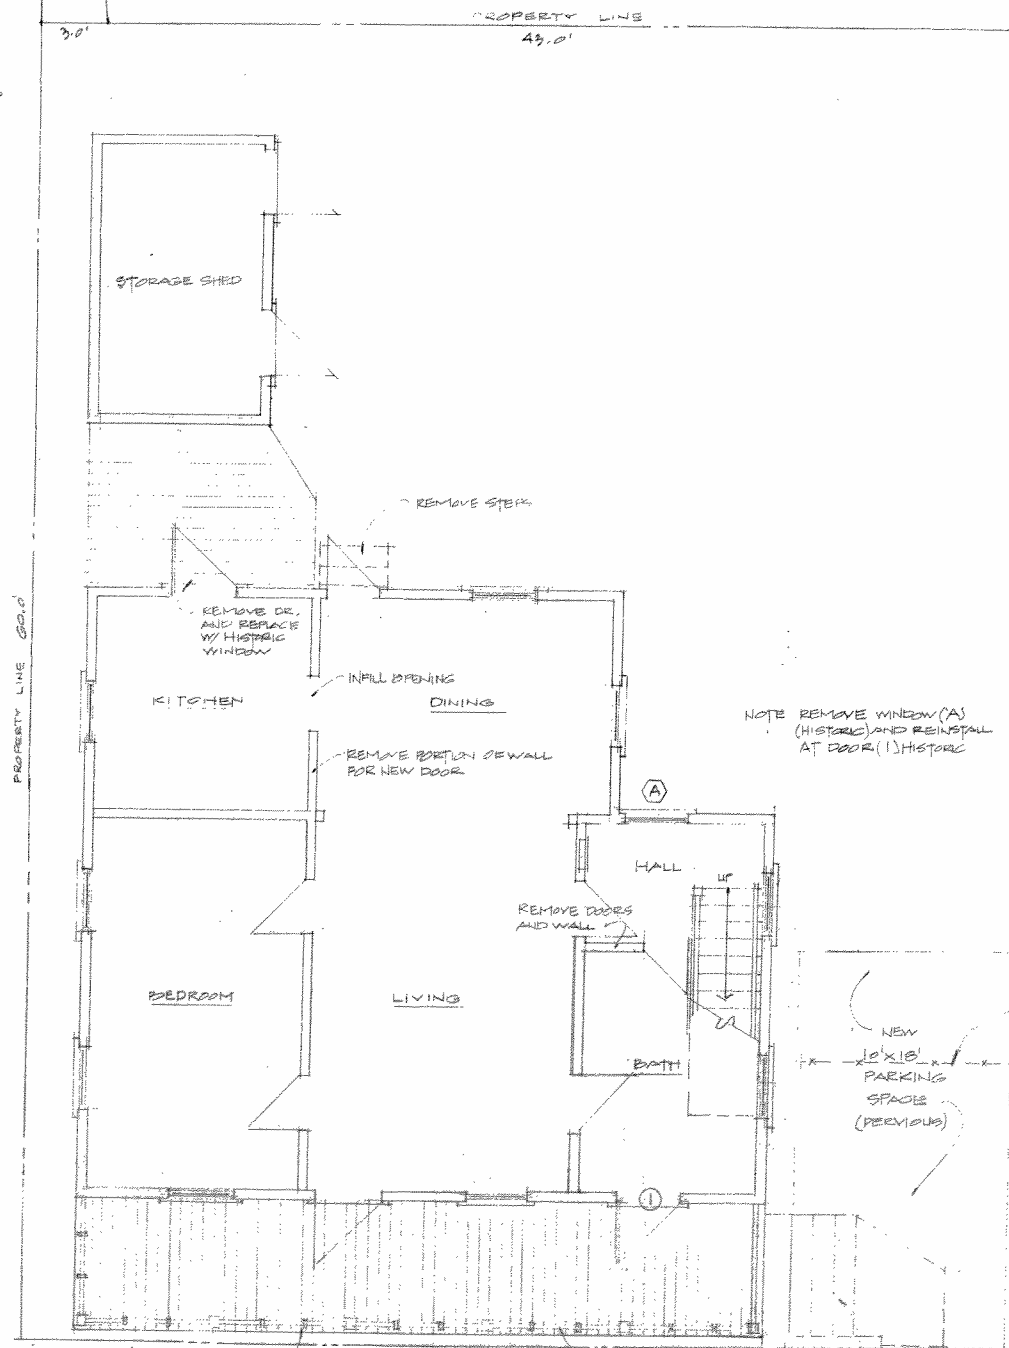 PROPERTY LINE
3.0'
43.0'
STORAGE SHED
REMOVE STEPS
REMOVE DR.
AND REPLACE
W/ HISTORIC
WINDOW
PROPERTY LINE 60.0'
INFILL OPENING
KITCHEN
DINING
NOTE REMOVE WINDOW (A)
(HISTORIC) AND REINSTALL
AT DOOR (1) HISTORIC
REMOVE PORTION OF WALL
FOR NEW DOOR
A
HALL
UP
REMOVE DOORS
AND WALL
BEDROOM
LIVING
NEW
10'X18'
PARKING
SPACE
(PERVIOUS)
BATH
1